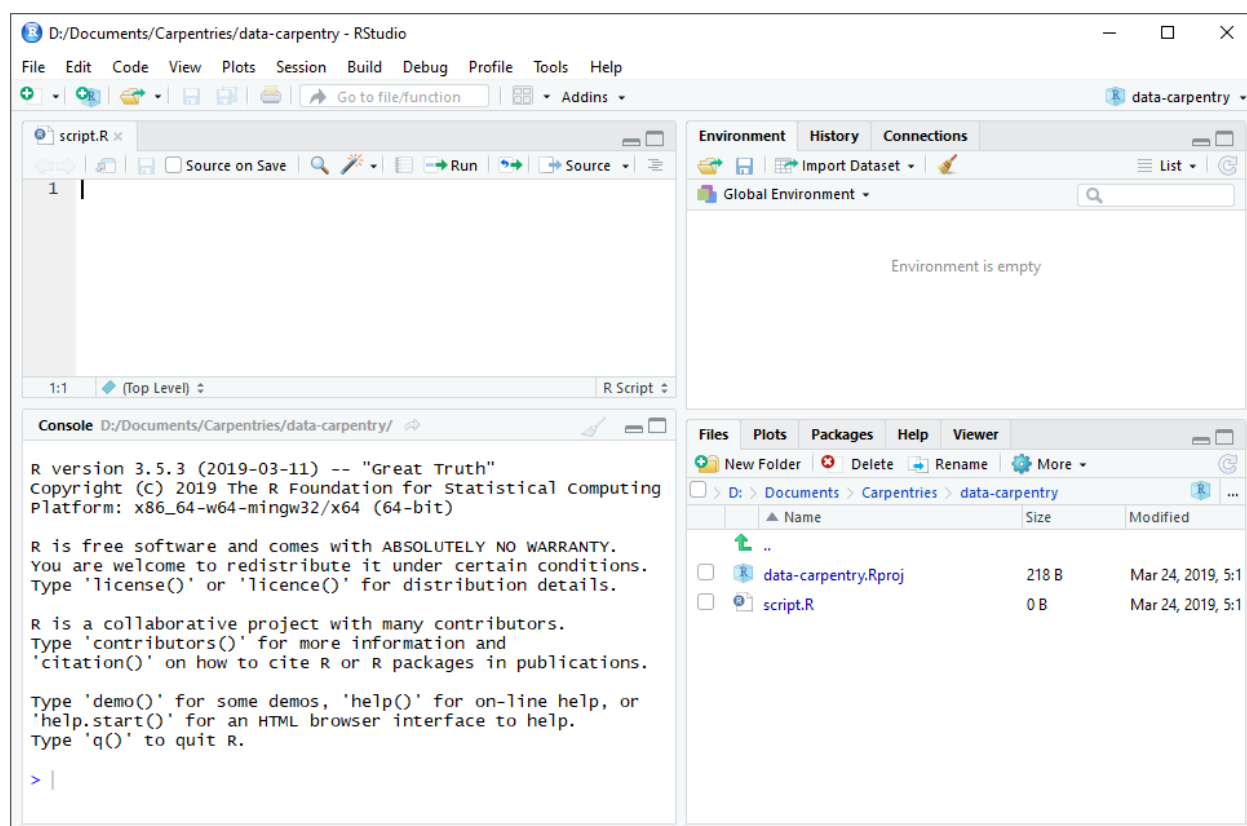 D:/Documents/Carpentries/data-carpentry - RStudio
File Edit Code View Plots Session Build Debug Profile Tools Help
Go to file/function Addins data-carpentry
script.R
Source on Save Run Source
1
1:1 (Top Level) R Script
Console D:/Documents/Carpentries/data-carpentry/
R version 3.5.3 (2019-03-11) -- "Great Truth"
Copyright (C) 2019 The R Foundation for Statistical Computing
Platform: x86_64-w64-mingw32/x64 (64-bit)
R is free software and comes with ABSOLUTELY NO WARRANTY.
You are welcome to redistribute it under certain conditions.
Type 'license()' or 'licence()' for distribution details.
R is a collaborative project with many contributors.
Type 'contributors()' for more information and
'citation()' on how to cite R or R packages in publications.
Type 'demo()' for some demos, 'help()' for on-line help, or
'help.start()' for an HTML browser interface to help.
Type 'q()' to quit R.
>
Environment History Connections
Import Dataset List
Global Environment
Environment is empty
Files Plots Packages Help Viewer
New Folder Delete Rename More
D: > Documents > Carpentries > data-carpentry ...
Name Size Modified
..
data-carpentry.Rproj 218 B Mar 24, 2019, 5:1
script.R 0 B Mar 24, 2019, 5:1